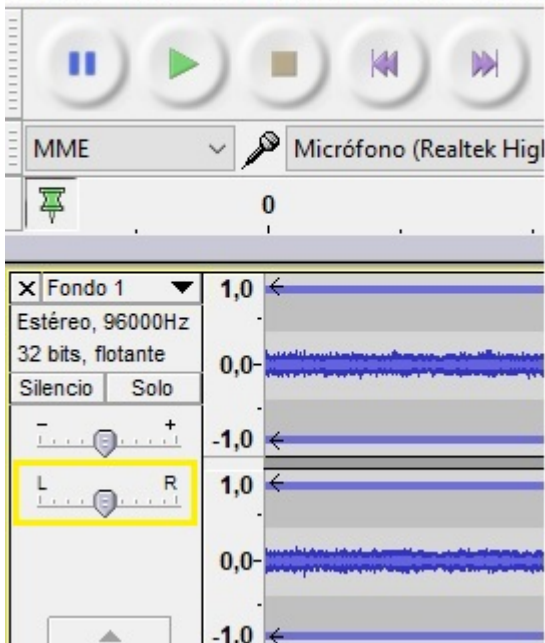 MME
Micrófono (Realtek Higl
0
Fondo 1
Estéreo, 96000Hz
32 bits, flotante
Silencio Solo
- +
L R
1,0
0,0-
-1,0
1,0
0,0-
-1,0